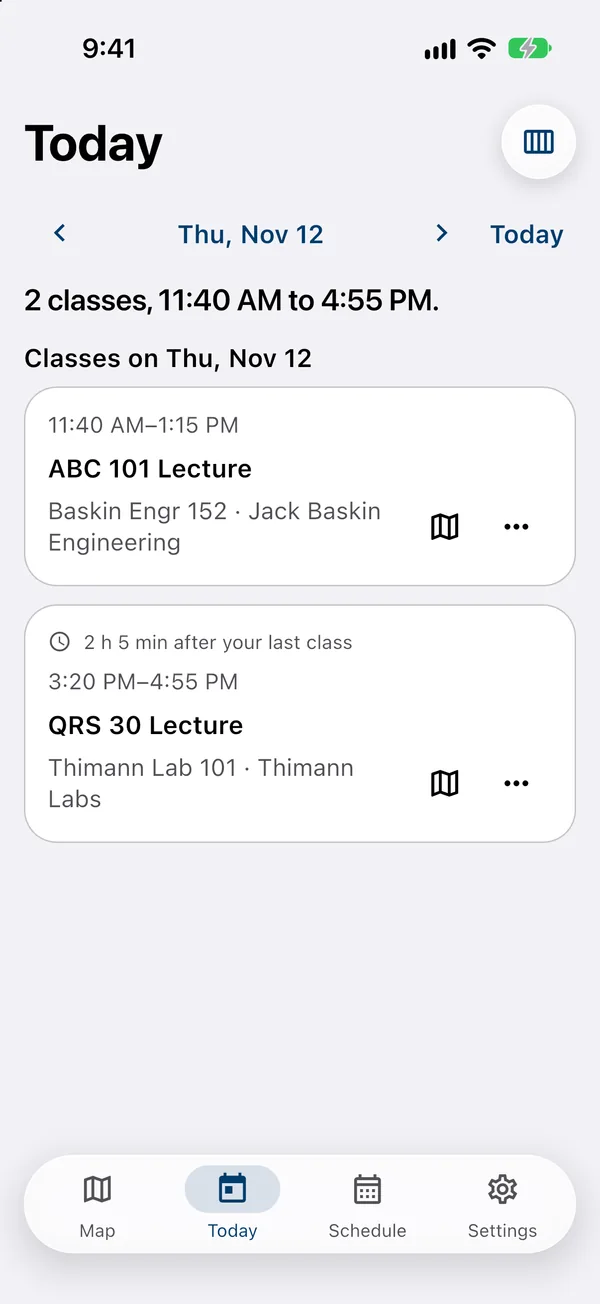 9:41
Today
Thu, Nov 12
Today
2 classes, 11:40 AM to 4:55 PM.
Classes on Thu, Nov 12
11:40 AM–1:15 PM
ABC 101 Lecture
Baskin Engr 152 · Jack Baskin
Engineering
2 h 5 min after your last class
3:20 PM–4:55 PM
QRS 30 Lecture
Thimann Lab 101 · Thimann
Labs
Map
Today
Schedule
Settings